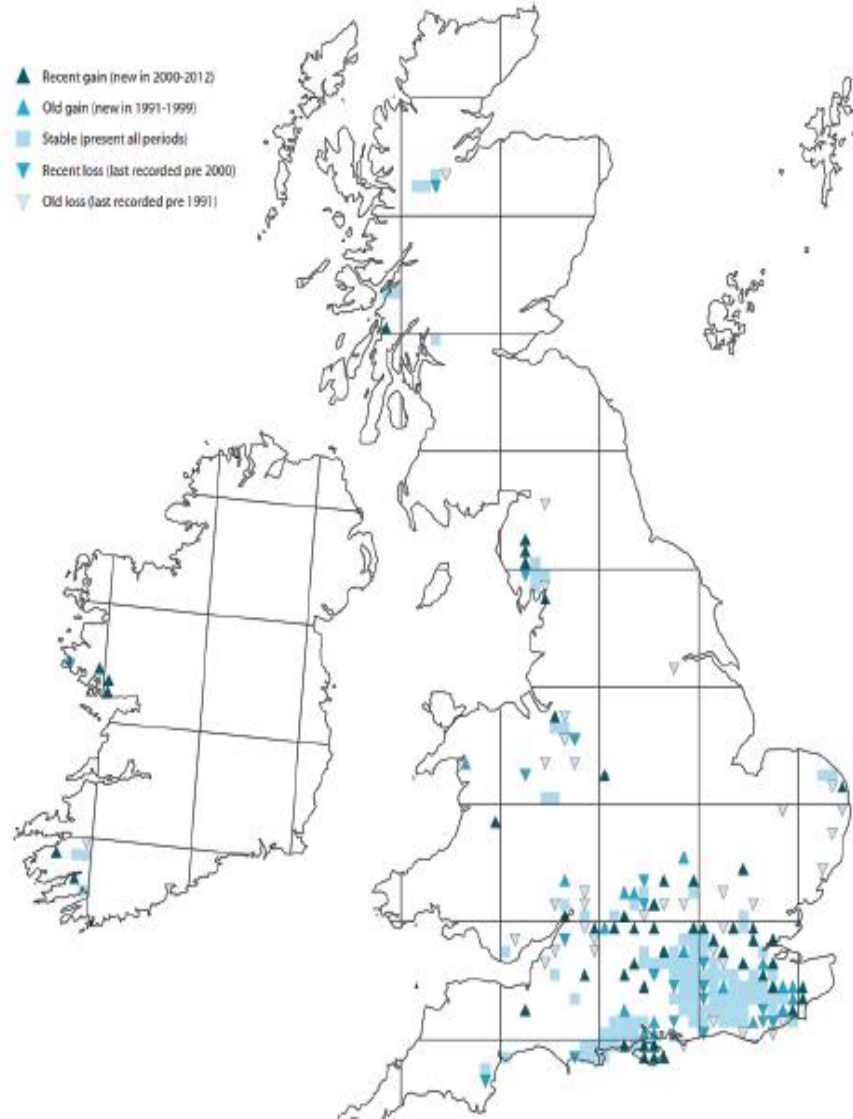 Recent gain (new in 2000-2012)
Old gain (new in 1991-1999)
Stable (present all periods)
Recent loss (last recorded pre 2000)
Old loss (last recorded pre 1991)